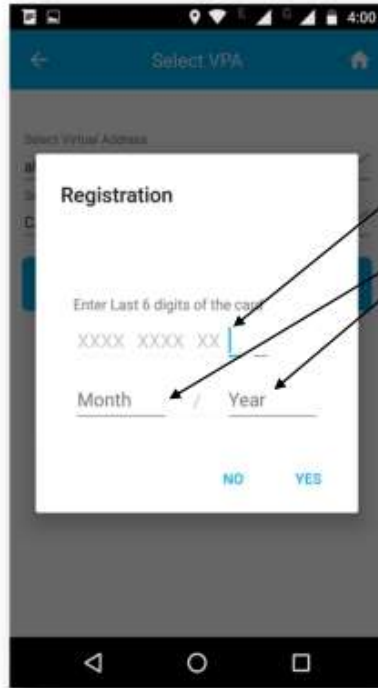 4:00
Select VPA
Select Virtual Address
Registration
Enter Last 6 digits of the card
XXXX XXXX XX
Month / Year
NO YES